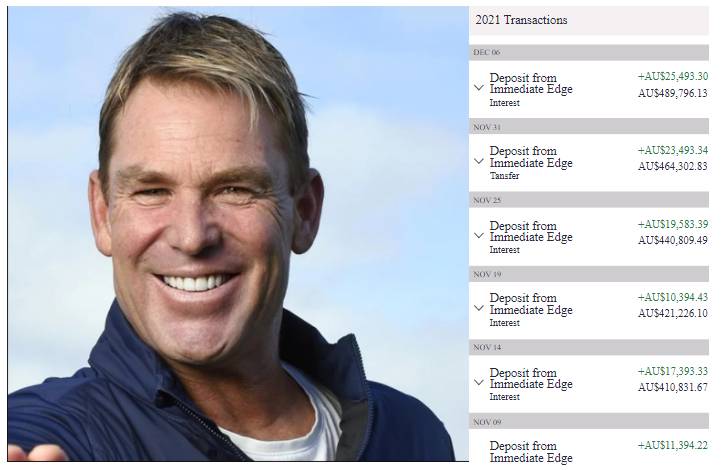 2021 Transactions
DEC 06
Deposit from +AU$25,493.30
Immediate Edge AU$489,796.13
Interest
NOV 31
Deposit from +AU$23,493.34
Immediate Edge AU$464,302.83
Tansfer
NOV 25
Deposit from +AU$19,583.39
Immediate Edge AU$440,809.49
Interest
NOV 19
Deposit from +AU$10,394.43
Immediate Edge AU$421,226.10
Interest
NOV 14
Deposit from +AU$17,393.33
Immediate Edge AU$410,831.67
Interest
NOV 09
Deposit from +AU$11,394.22
Immediate Edge